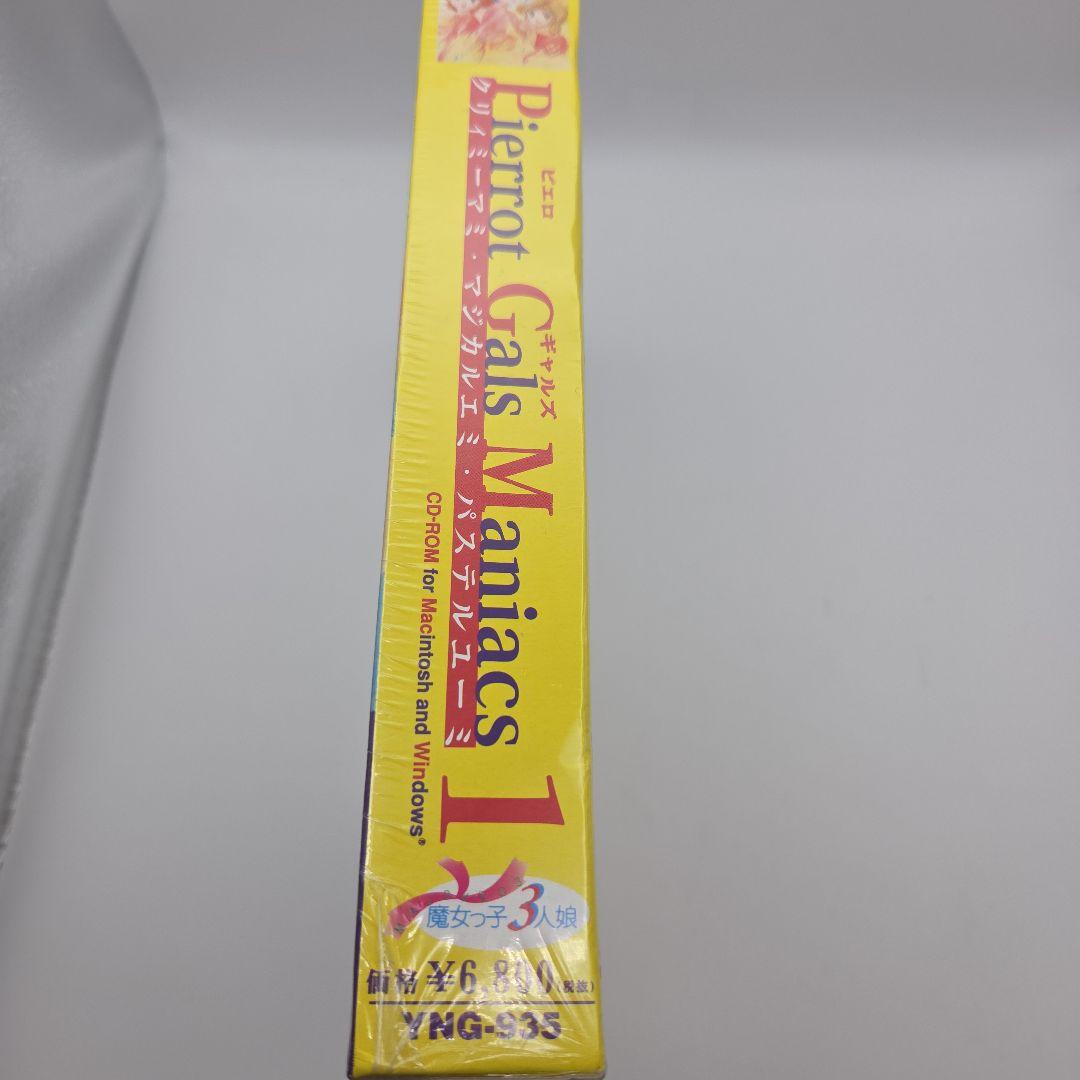 ピエロ
ギャルズ
Pierrot Gals Maniacs 1
クリィミーマミ・マジカルエミ・パステルユーミ
CD-ROM for Macintosh and Windows®
魔女っ子3人娘
価格 ¥6,800(税抜)
YNG-935